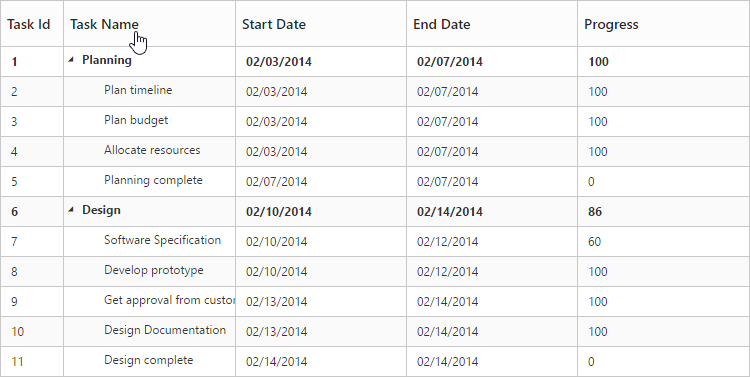 Task Id Task Name Start Date End Date Progress
1 Planning 02/03/2014 02/07/2014 100
2 Plan timeline 02/03/2014 02/07/2014 100
3 Plan budget 02/03/2014 02/07/2014 100
4 Allocate resources 02/03/2014 02/07/2014 100
5 Planning complete 02/07/2014 02/07/2014 0
6 Design 02/10/2014 02/14/2014 86
7 Software Specification 02/10/2014 02/12/2014 60
8 Develop prototype 02/10/2014 02/12/2014 100
9 Get approval from 02/13/2014 02/14/2014 100
10 Design Documentation 02/13/2014 02/14/2014 100
11 Design complete 02/14/2014 02/14/2014 0